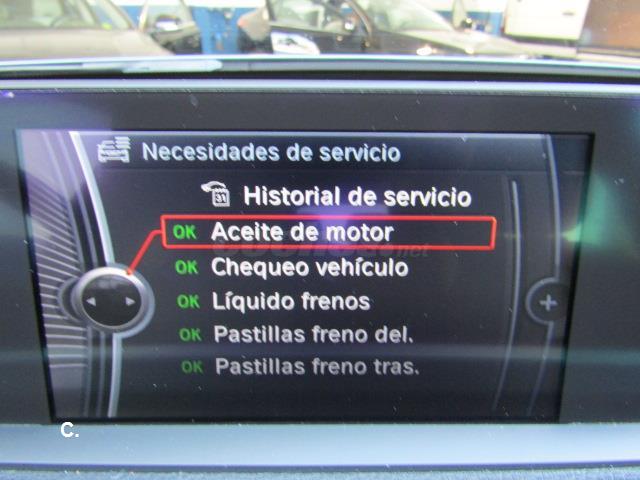 Necesidades de servicio
31
Historial de servicio
OK Aceite de motor
OK Chequeo vehículo
OK Líquido frenos
OK Pastillas freno del.
OK Pastillas freno tras.
C.